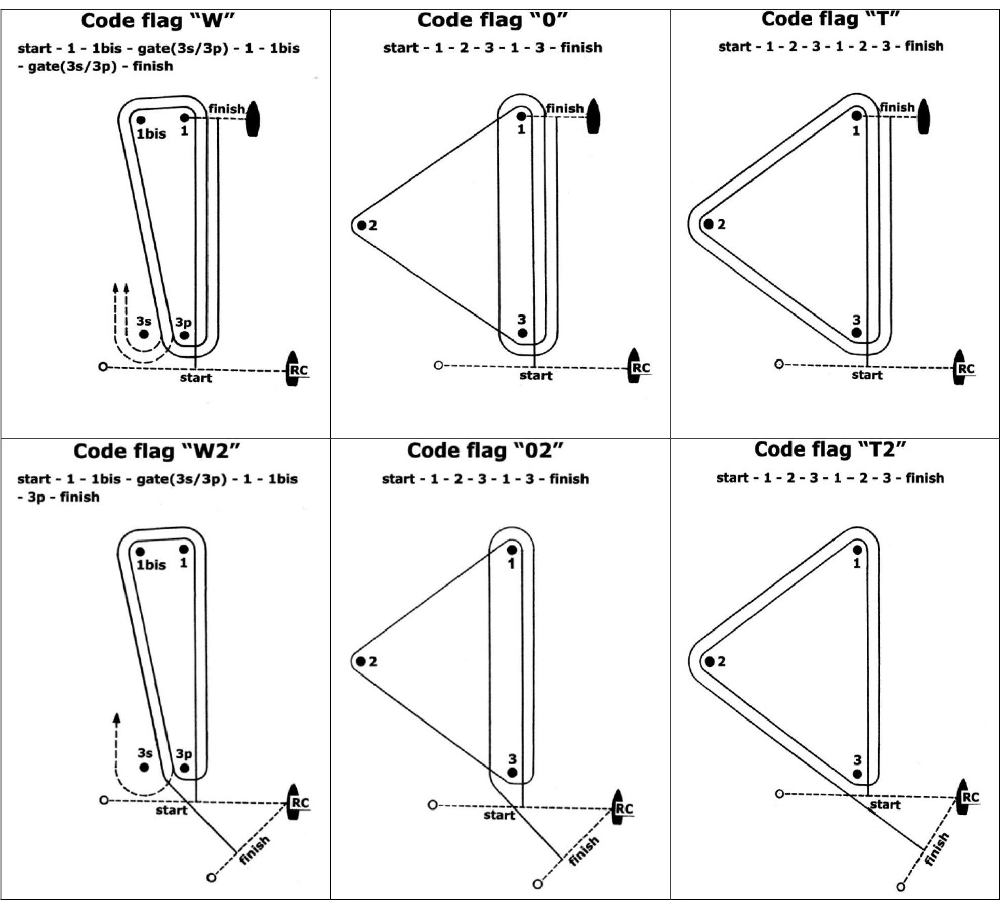 Code flag “W”
start - 1 - 1bis - gate(3s/3p) - 1 - 1bis
- gate(3s/3p) - finish
finish
1bis
1
3s
3p
RC
start
Code flag “0”
start - 1 - 2 - 3 - 1 - 3 - finish
finish
1
2
3
RC
start
Code flag “T”
start - 1 - 2 - 3 - 1 - 2 - 3 - finish
finish
1
2
3
RC
start
Code flag “W2”
start - 1 - 1bis - gate(3s/3p) - 1 - 1bis
- 3p - finish
1bis
1
3s
3p
RC
start
finish
Code flag “02”
start - 1 - 2 - 3 - 1 - 3 - finish
1
2
3
RC
start
finish
Code flag “T2”
start - 1 - 2 - 3 - 1 – 2 - 3 - finish
1
2
3
RC
start
finish